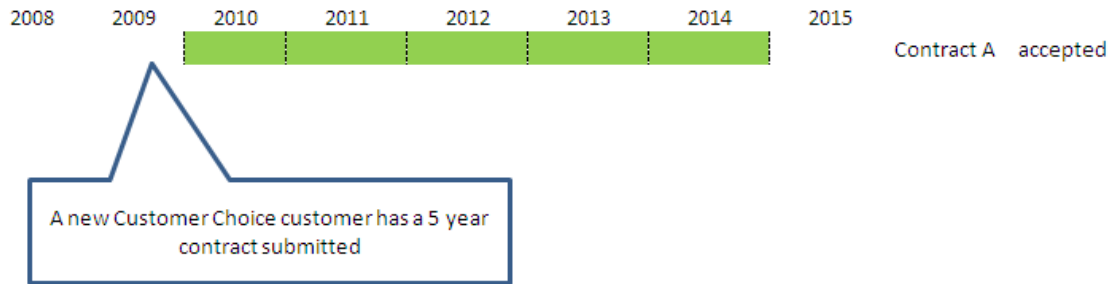 2008 2009 2010 2011 2012 2013 2014 2015
Contract A accepted
A new Customer Choice customer has a 5 year
contract submitted